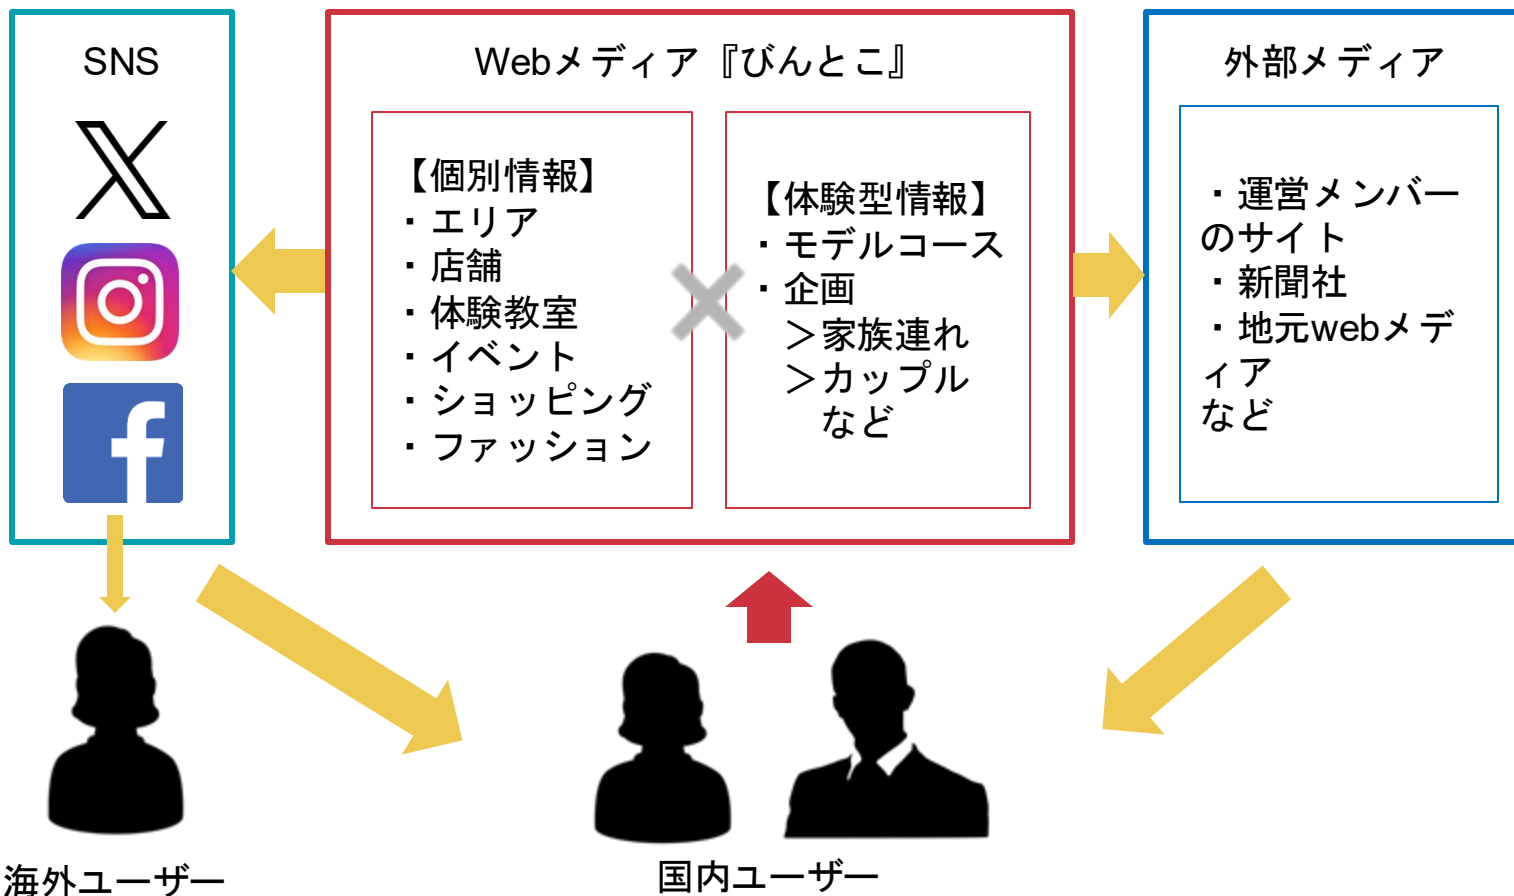 SNS
Webメディア『びんとこ』
【個別情報】
・エリア
・店舗
・体験教室
・イベント
・ショッピング
・ファッション
【体験型情報】
・モデルコース
・企画
＞家族連れ
＞カップル
など
外部メディア
・運営メンバー
のサイト
・新聞社
・地元webメデ
ィア
など
海外ユーザー
国内ユーザー